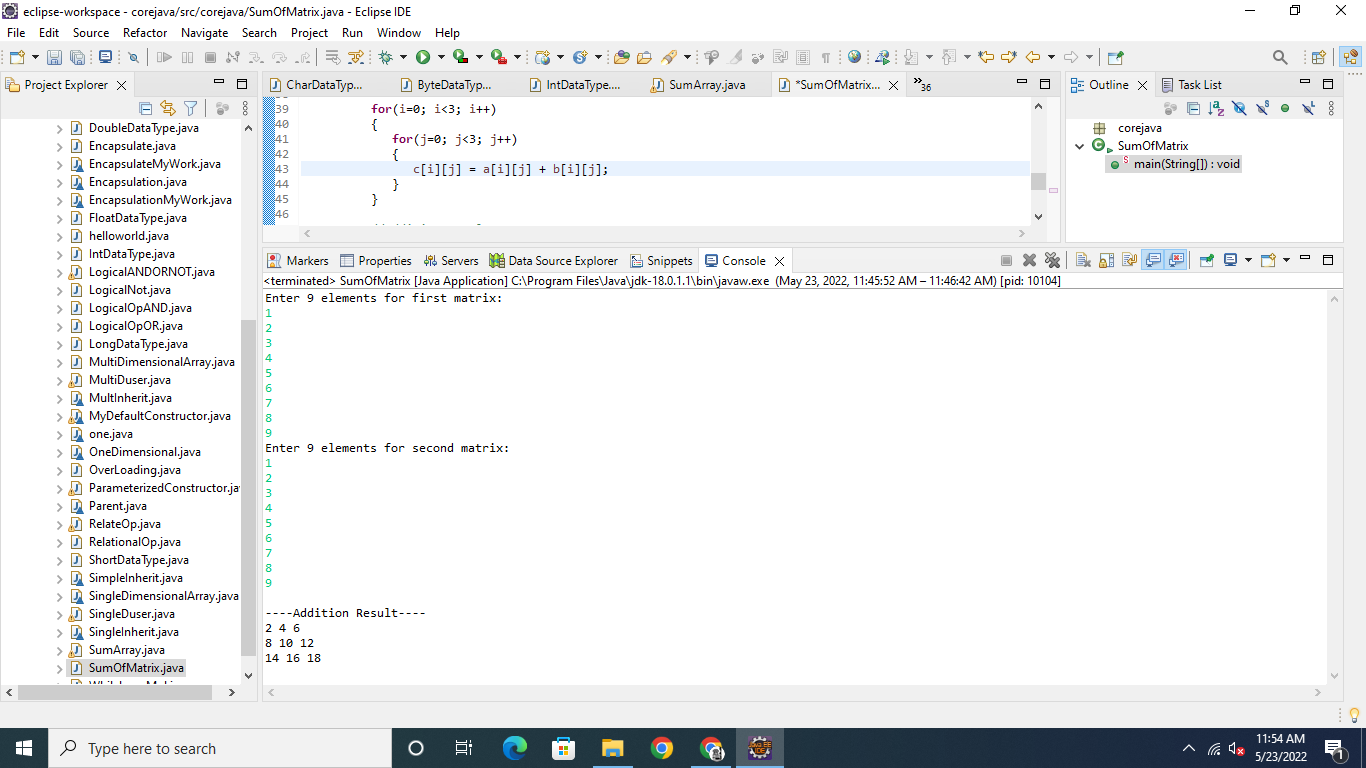 eclipse-workspace - corejava/src/corejava/SumOfMatrix.java - Eclipse IDE
File Edit Source Refactor Navigate Search Project Run Window Help
Project Explorer
DoubleDataType.java
Encapsulate.java
EncapsulateMyWork.java
Encapsulation.java
EncapsulationMyWork.java
FloatDataType.java
helloworld.java
IntDataType.java
LogicalANDORNOT.java
LogicalNot.java
LogicalOpAND.java
LogicalOpOR.java
LongDataType.java
MultiDimensionalArray.java
MultiDuser.java
MultInherit.java
MyDefaultConstructor.java
one.java
OneDimensional.java
OverLoading.java
ParameterizedConstructor.ja
Parent.java
RelateOp.java
RelationalOp.java
ShortDataType.java
SimpleInherit.java
SingleDimensionalArray.java
SingleDuser.java
SingleInherit.java
SumArray.java
SumOfMatrix.java
CharDataTyp... ByteDataTyp... IntDataType.... SumArray.java *SumOfMatrix... »36
39 for(i=0; i<3; i++)
40 {
41 for(j=0; j<3; j++)
42 {
43 c[i][j] = a[i][j] + b[i][j];
44 }
45 }
46
Outline Task List
corejava
SumOfMatrix
main(String[]) : void
Markers Properties Servers Data Source Explorer Snippets Console
<terminated> SumOfMatrix [Java Application] C:\Program Files\Java\jdk-18.0.1.1\bin\javaw.exe (May 23, 2022, 11:45:52 AM – 11:46:42 AM) [pid: 10104]
Enter 9 elements for first matrix:
1
2
3
4
5
6
7
8
9
Enter 9 elements for second matrix:
1
2
3
4
5
6
7
8
9
----Addition Result----
2 4 6
8 10 12
14 16 18
Type here to search
11:54 AM
5/23/2022
1